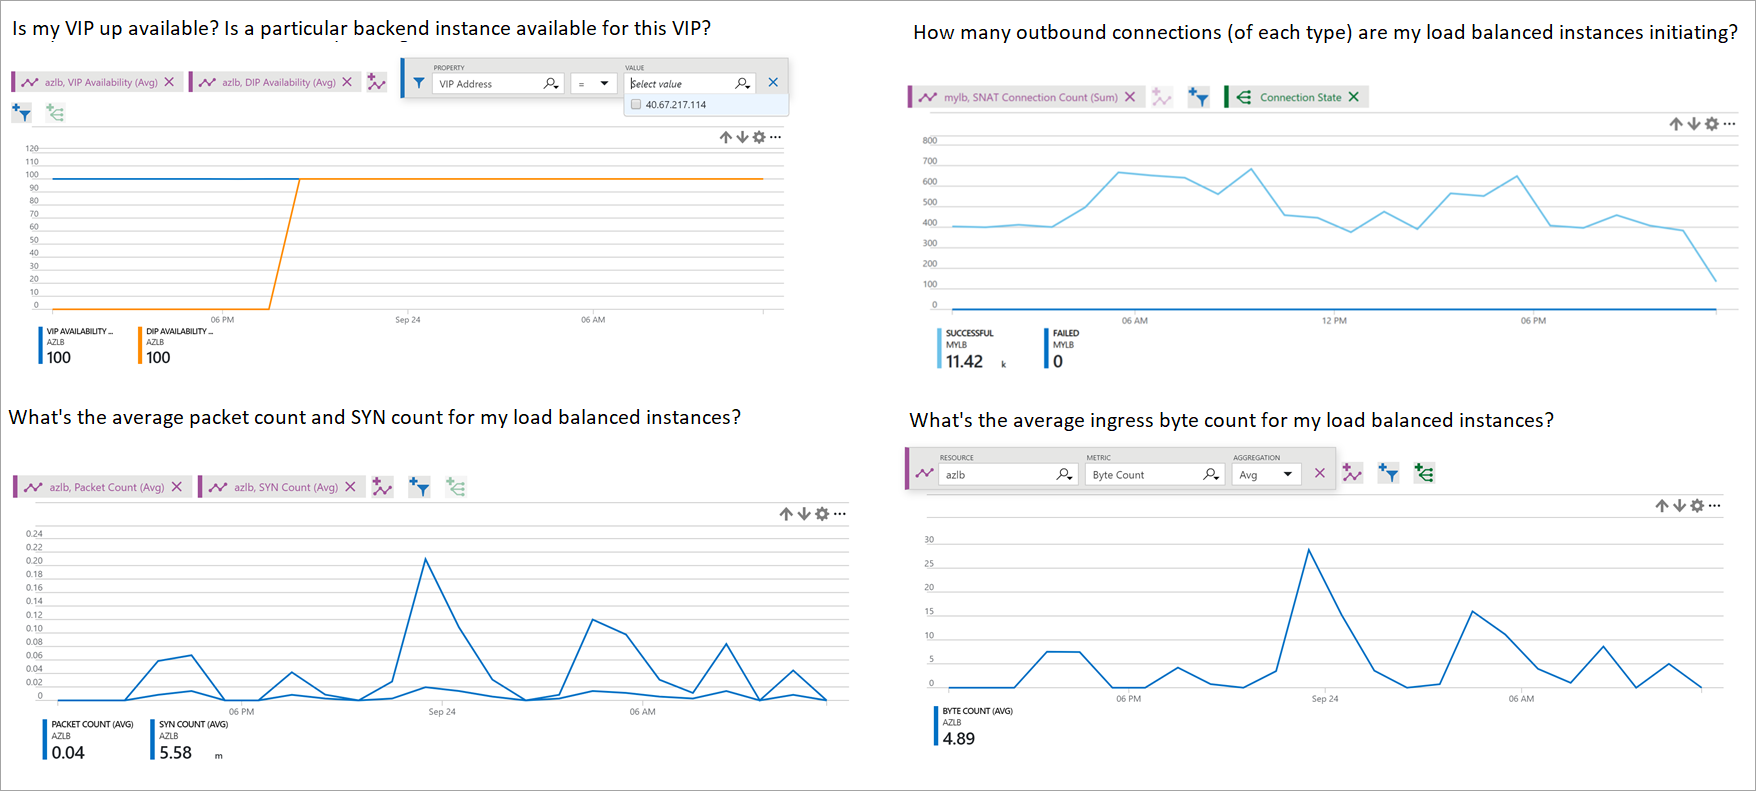 Is my VIP up available? Is a particular backend instance available for this VIP?
azlb, VIP Availability (Avg)
azlb, DIP Availability (Avg)
PROPERTY
VIP Address
=
VALUE
Select value
40.67.217.114
120
110
100
90
80
70
60
50
40
30
20
10
0
06 PM
Sep 24
06 AM
VIP AVAILABILITY ...
AZLB
100
DIP AVAILABILITY ...
AZLB
100
How many outbound connections (of each type) are my load balanced instances initiating?
mylb, SNAT Connection Count (Sum)
Connection State
800
700
600
500
400
300
200
100
0
06 AM
12 PM
06 PM
SUCCESSFUL
MYLB
11.42 k
FAILED
MYLB
0
What's the average packet count and SYN count for my load balanced instances?
azlb, Packet Count (Avg)
azlb, SYN Count (Avg)
0.24
0.22
0.20
0.18
0.16
0.14
0.12
0.10
0.08
0.06
0.04
0.02
0
06 PM
Sep 24
06 AM
PACKET COUNT (AVG)
AZLB
0.04
SYN COUNT (AVG)
AZLB
5.58 m
What's the average ingress byte count for my load balanced instances?
RESOURCE
azlb
METRIC
Byte Count
AGGREGATION
Avg
30
25
20
15
10
5
0
06 PM
Sep 24
06 AM
BYTE COUNT (AVG)
AZLB
4.89